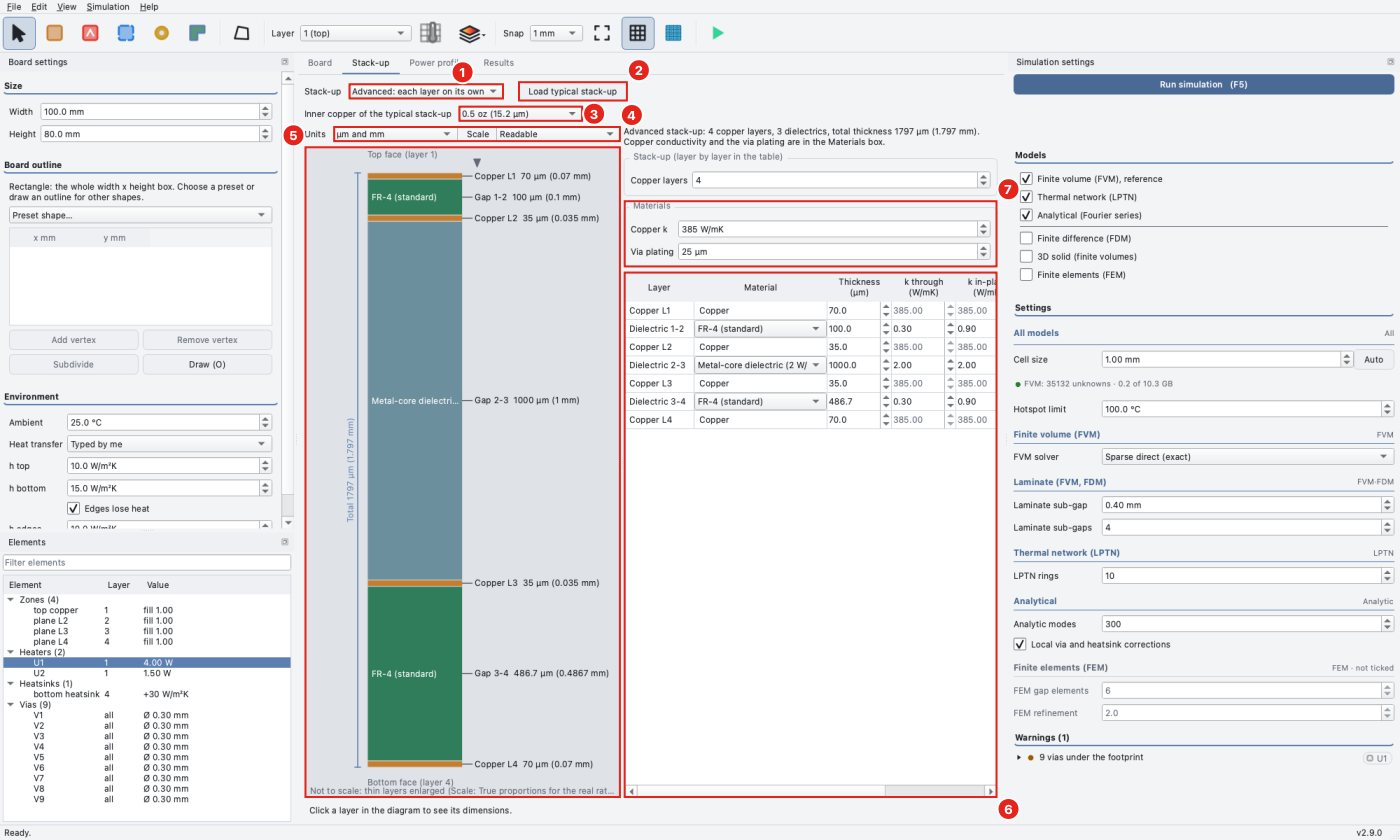 File Edit View Simulation Help
Layer 1 (top) Snap 1 mm
Board settings
Size
Width 100.0 mm
Height 80.0 mm
Board outline
Rectangle: the whole width x height box. Choose a preset or
draw an outline for other shapes.
Preset shape...
x mm y mm
Add vertex Remove vertex
Subdivide Draw (O)
Environment
Ambient 25.0 °C
Heat transfer Typed by me
h top 10.0 W/m²K
h bottom 15.0 W/m²K
Edges lose heat
h edges 10.0 W/m²K
Elements
Filter elements
Element Layer Value
Zones (4)
top copper 1 fill 1.00
plane L2 2 fill 1.00
plane L3 3 fill 1.00
plane L4 4 fill 1.00
Heaters (2)
U1 1 4.00 W
U2 1 1.50 W
Heatsinks (1)
bottom heatsink 4 +30 W/m²K
Vias (9)
V1 all Ø 0.30 mm
V2 all Ø 0.30 mm
V3 all Ø 0.30 mm
V4 all Ø 0.30 mm
V5 all Ø 0.30 mm
V6 all Ø 0.30 mm
V7 all Ø 0.30 mm
V8 all Ø 0.30 mm
V9 all Ø 0.30 mm
Board Stack-up Power profil Results
1
2
Stack-up Advanced: each layer on its own Load typical stack-up
Inner copper of the typical stack-up 0.5 oz (15.2 µm) 3 4
5 Units µm and mm Scale Readable
Advanced stack-up: 4 copper layers, 3 dielectrics, total thickness 1797 µm (1.797 mm).
Copper conductivity and the via plating are in the Materials box.
Top face (layer 1)
Copper L1 70 µm (0.07 mm)
FR-4 (standard) Gap 1-2 100 µm (0.1 mm)
Copper L2 35 µm (0.035 mm)
Metal-core dielectri... Gap 2-3 1000 µm (1 mm)
Total 1797 µm (1.797 mm)
Copper L3 35 µm (0.035 mm)
FR-4 (standard) Gap 3-4 486.7 µm (0.4867 mm)
Copper L4 70 µm (0.07 mm)
Bottom face (layer 4)
Not to scale: thin layers enlarged (Scale: True proportions for the real rat...
Click a layer in the diagram to see its dimensions.
Stack-up (layer by layer in the table)
Copper layers 4
7
Materials
Copper k 385 W/mK
Via plating 25 µm
Layer Material Thickness (µm) k through (W/mK) k in-pla (W/ml
Copper L1 Copper 70.0 385.00 385.00
Dielectric 1-2 FR-4 (standard) 100.0 0.30 0.90
Copper L2 Copper 35.0 385.00 385.00
Dielectric 2-3 Metal-core dielectric (2 W/ 1000.0 2.00 2.00
Copper L3 Copper 35.0 385.00 385.00
Dielectric 3-4 FR-4 (standard) 486.7 0.30 0.90
Copper L4 Copper 70.0 385.00 385.00
6
Simulation settings
Run simulation (F5)
Models
Finite volume (FVM), reference
Thermal network (LPTN)
Analytical (Fourier series)
Finite difference (FDM)
3D solid (finite volumes)
Finite elements (FEM)
Settings
All models All
Cell size 1.00 mm Auto
FVM: 35132 unknowns · 0.2 of 10.3 GB
Hotspot limit 100.0 °C
Finite volume (FVM) FVM
FVM solver Sparse direct (exact)
Laminate (FVM, FDM) FVM·FDM
Laminate sub-gap 0.40 mm
Laminate sub-gaps 4
Thermal network (LPTN) LPTN
LPTN rings 10
Analytical Analytic
Analytic modes 300
Local via and heatsink corrections
Finite elements (FEM) FEM · not ticked
FEM gap elements 6
FEM refinement 2.0
Warnings (1)
9 vias under the footprint U1
Ready. v2.9.0